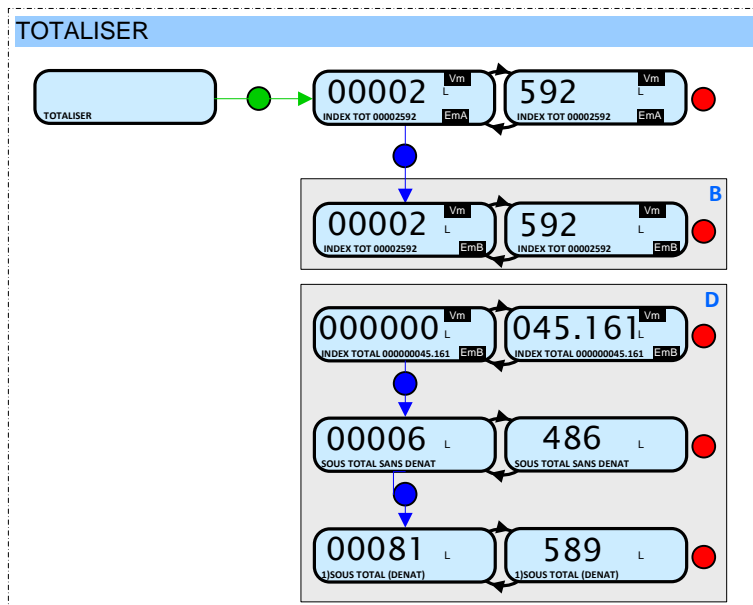 TOTALISER
TOTALISER
00002 L Vm
INDEX TOT 00002592 EmA
592 L Vm
INDEX TOT 00002592 EmA
B
00002 L Vm
INDEX TOT 00002592 EmB
592 L Vm
INDEX TOT 00002592 EmB
D
000000 L Vm
INDEX TOTAL 000000045.161 EmB
045.161 L Vm
INDEX TOTAL 000000045.161 EmB
00006 L
SOUS TOTAL SANS DENAT
486 L
SOUS TOTAL SANS DENAT
00081 L
1)SOUS TOTAL (DENAT)
589 L
1)SOUS TOTAL (DENAT)